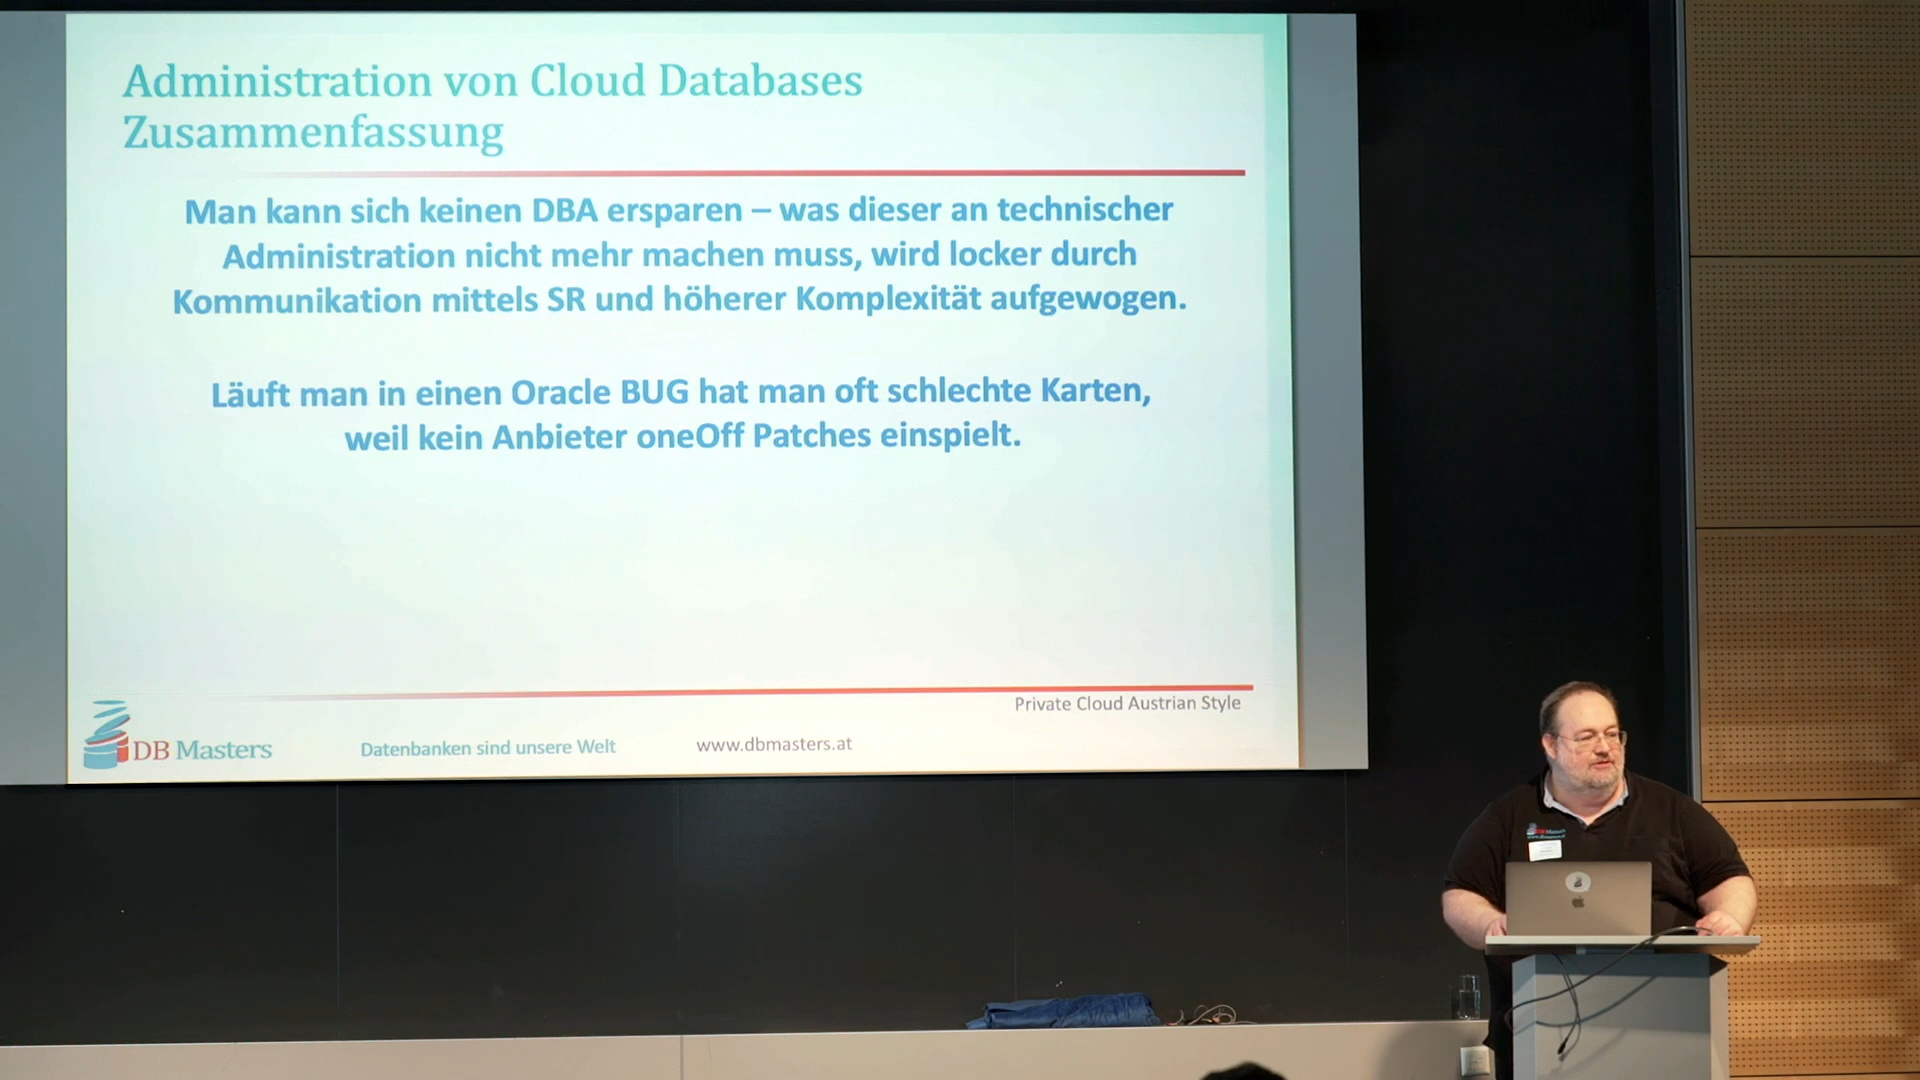 Administration von Cloud Databases
Zusammenfassung
Man kann sich keinen DBA ersparen – was dieser an technischer
Administration nicht mehr machen muss, wird locker durch
Kommunikation mittels SR und höherer Komplexität aufgewogen.
Läuft man in einen Oracle BUG hat man oft schlechte Karten,
weil kein Anbieter oneOff Patches einspielt.
Private Cloud Austrian Style
DB Masters
Datenbanken sind unsere Welt
www.dbmasters.at